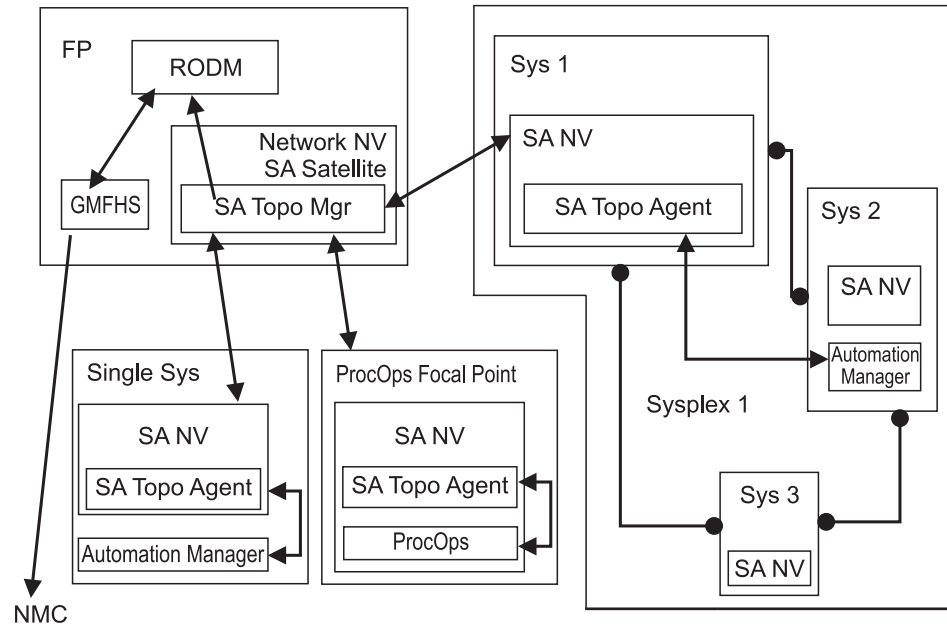 FP
RODM
Network NV
SA Satellite
SA Topo Mgr
GMFHS
Sys 1
SA NV
SA Topo Agent
Sys 2
SA NV
Automation
Manager
Sysplex 1
Sys 3
SA NV
Single Sys
SA NV
SA Topo Agent
Automation Manager
ProcOps Focal Point
SA NV
SA Topo Agent
ProcOps
NMC